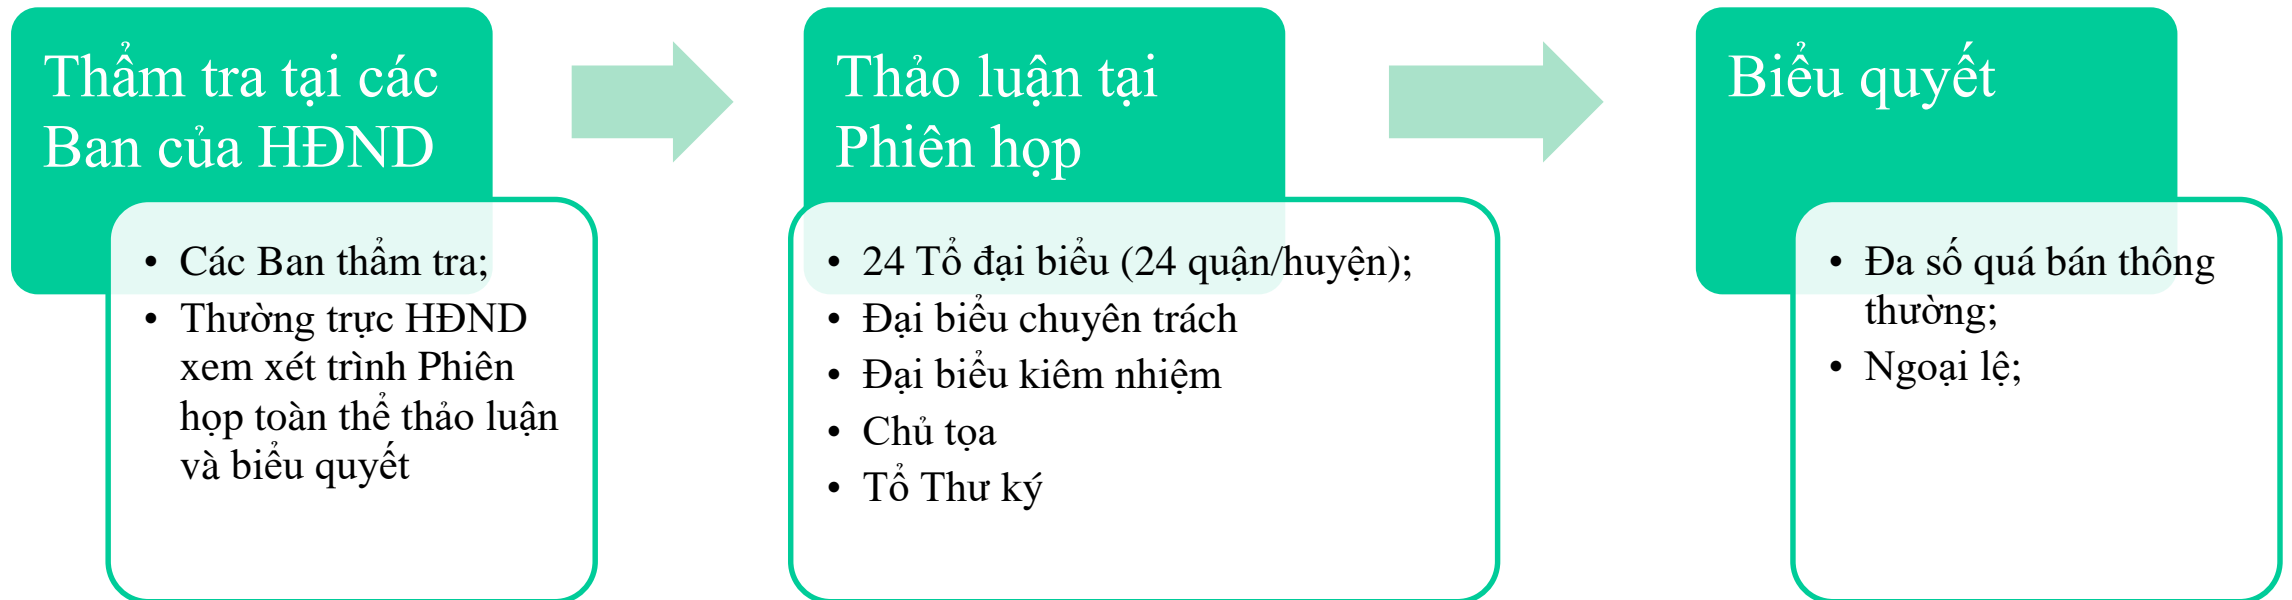 Thẩm tra tại các
Ban của HĐND
• Các Ban thẩm tra;
• Thường trực HĐND
xem xét trình Phiên
họp toàn thể thảo luận
và biểu quyết
Thảo luận tại
Phiên họp
• 24 Tổ đại biểu (24 quận/huyện);
• Đại biểu chuyên trách
• Đại biểu kiêm nhiệm
• Chủ tọa
• Tổ Thư ký
Biểu quyết
• Đa số quá bán thông
thường;
• Ngoại lệ;